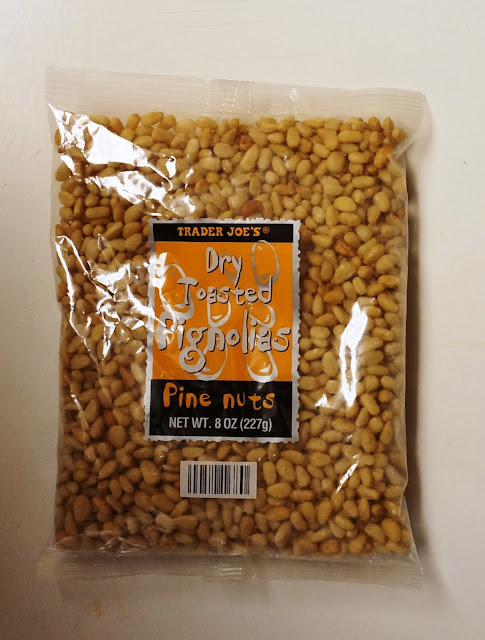 TRADER JOE'S®
Dry
Toasted
Pignolias
Pine nuts
NET WT. 8 OZ (227g)